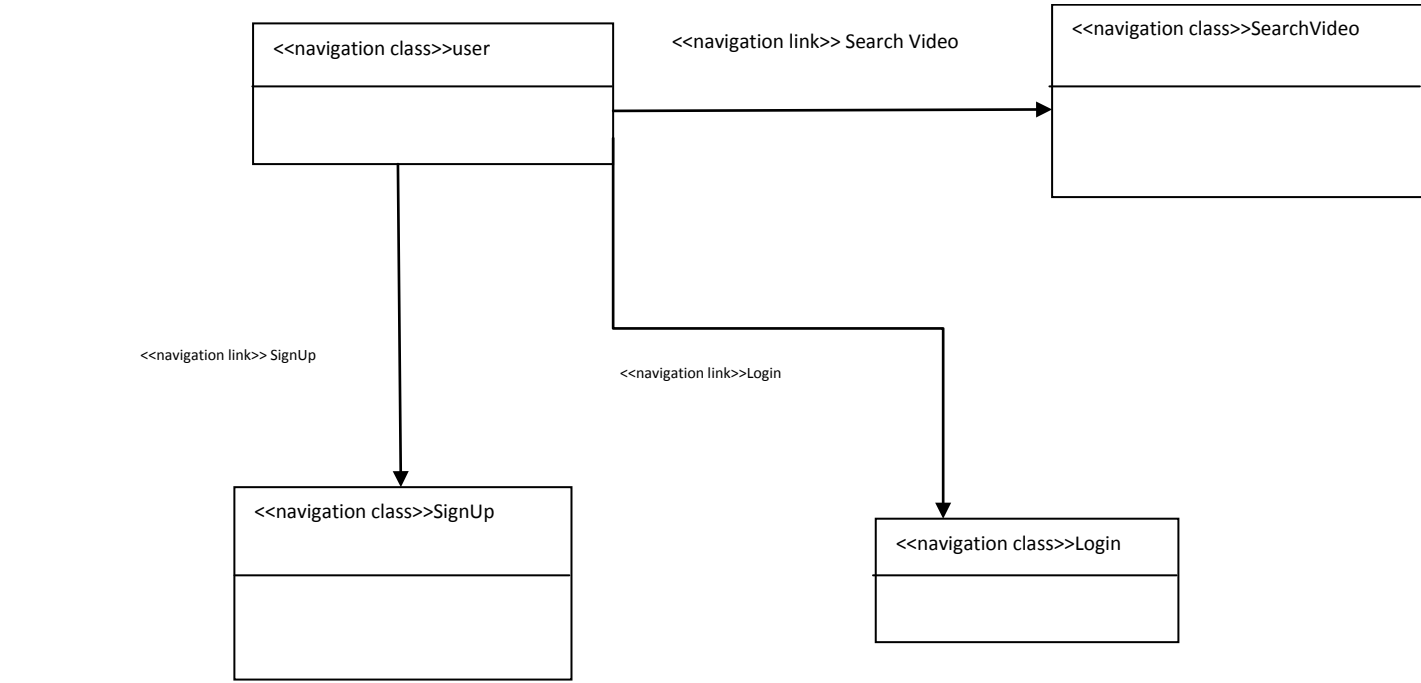 <<navigation class>>user
<<navigation link>> Search Video
<<navigation class>>SearchVideo
<<navigation link>> SignUp
<<navigation link>>Login
<<navigation class>>SignUp
<<navigation class>>Login